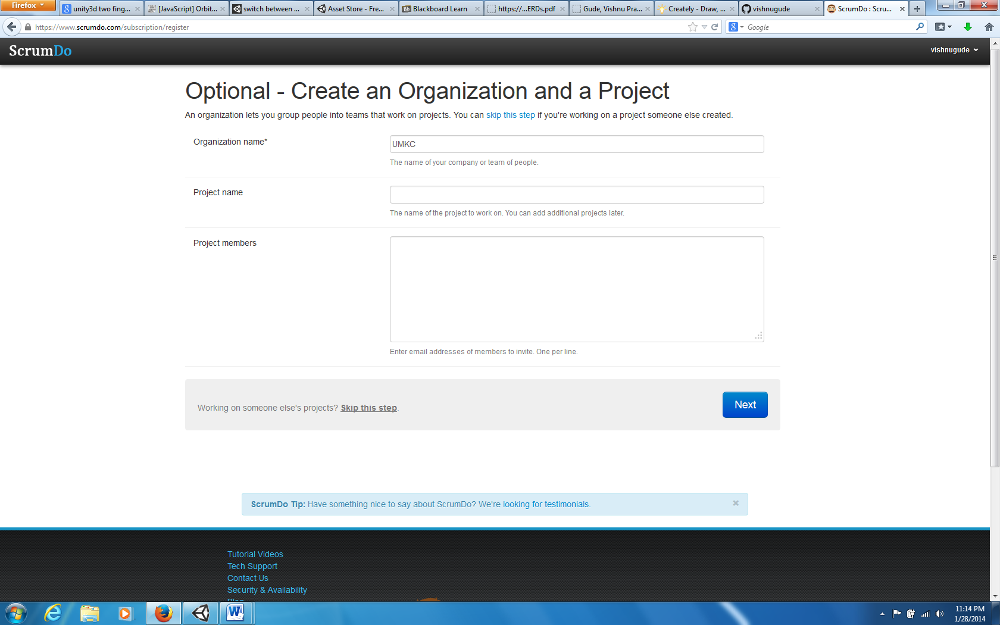 Firefox
unity3d two fing...
[JavaScript] Orbit...
switch between ...
Asset Store - Fre...
Bb Blackboard Learn
https://...ERDs.pdf
Gude, Vishnu Pra...
Creately - Draw, ...
vishnugude
ScrumDo : Scru...
https://www.scrumdo.com/subscription/register
Google
ScrumDo
vishnugude
Optional - Create an Organization and a Project
An organization lets you group people into teams that work on projects. You can skip this step if you're working on a project someone else created.
Organization name*
UMKC
The name of your company or team of people.
Project name
The name of the project to work on. You can add additional projects later.
Project members
Enter email addresses of members to invite. One per line.
Working on someone else's projects? Skip this step.
Next
ScrumDo Tip: Have something nice to say about ScrumDo? We're looking for testimonials.
Tutorial Videos
Tech Support
Contact Us
Security & Availability
Blog
11:14 PM
1/28/2014